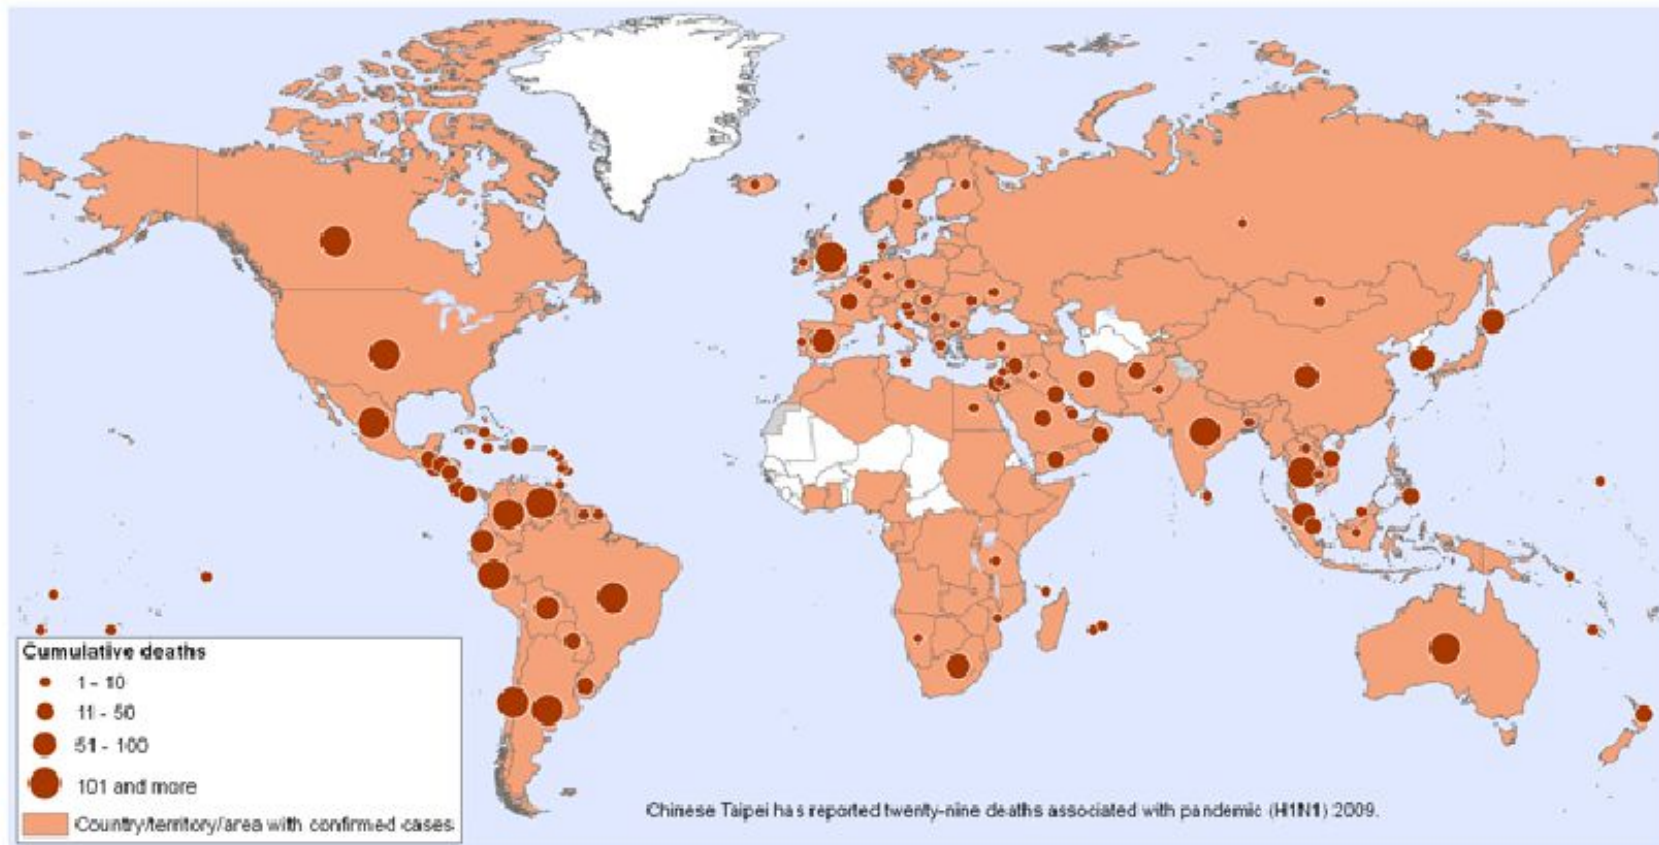 Cumulative deaths
1 - 10
11 - 50
51 - 100
101 and more
Country/territory/area with confirmed cases
Chinese Taipei has reported twenty-nine deaths associated with pandemic (H1N1) 2009.